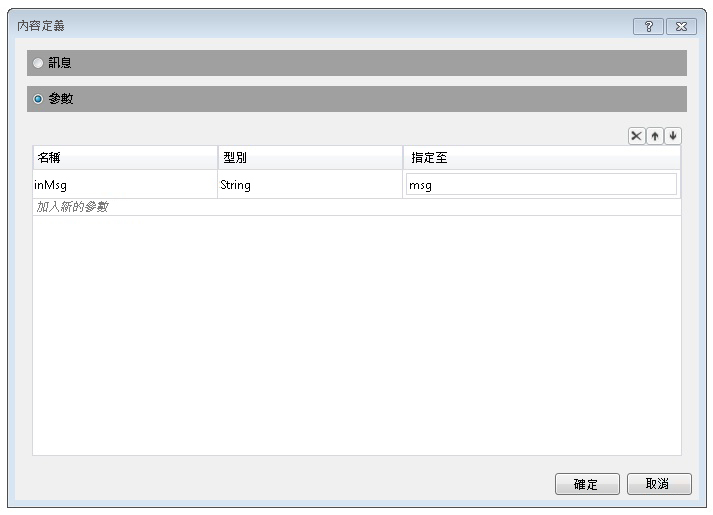 內容定義
訊息
參數
名稱 型別 指定至
inMsg String msg
加入新的參數
確定 取消